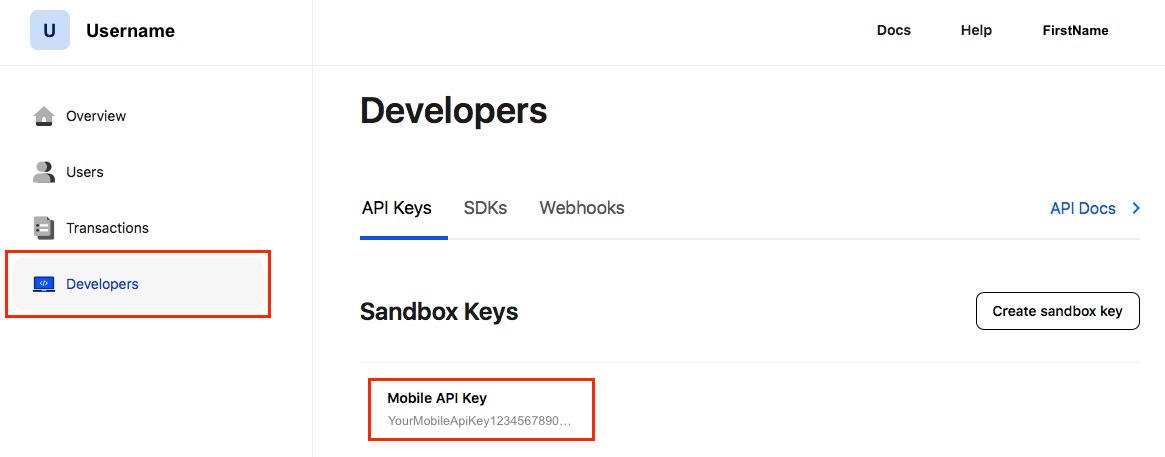 U Username
Docs Help FirstName
Overview
Users
Transactions
Developers
Developers
API Keys SDKs Webhooks
API Docs
Sandbox Keys
Create sandbox key
Mobile API Key
YourMobileApiKey1234567890...